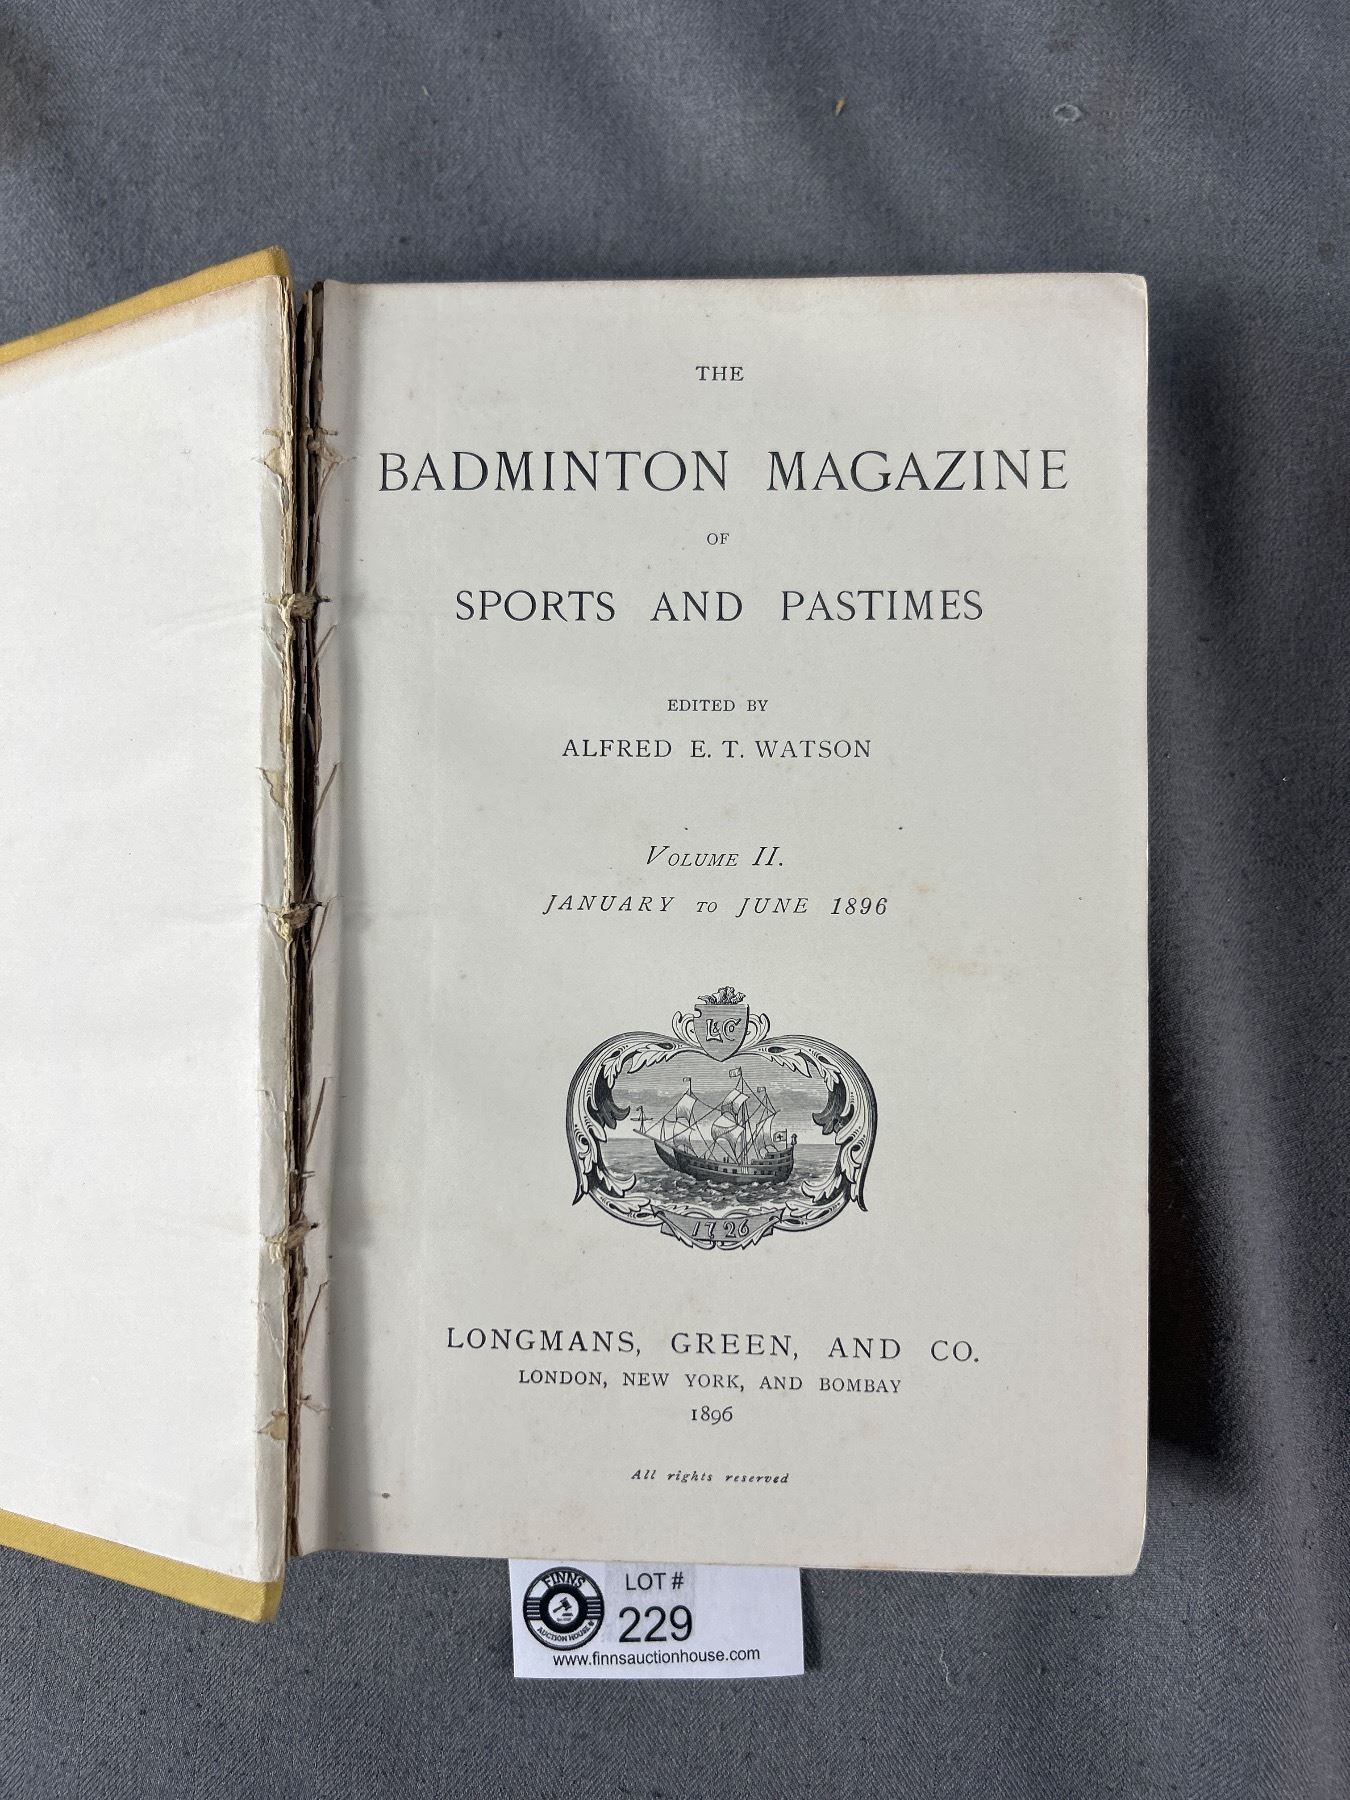 THE
BADMINTON MAGAZINE
OF
SPORTS AND PASTIMES
EDITED BY
ALFRED E. T. WATSON
VOLUME II.
JANUARY TO JUNE 1896
L&Co
1726
LONGMANS, GREEN, AND CO.
LONDON, NEW YORK, AND BOMBAY
1896
All rights reserved
FINNS
AUCTION HOUSE
LOT #
229
www.finnsauctionhouse.com